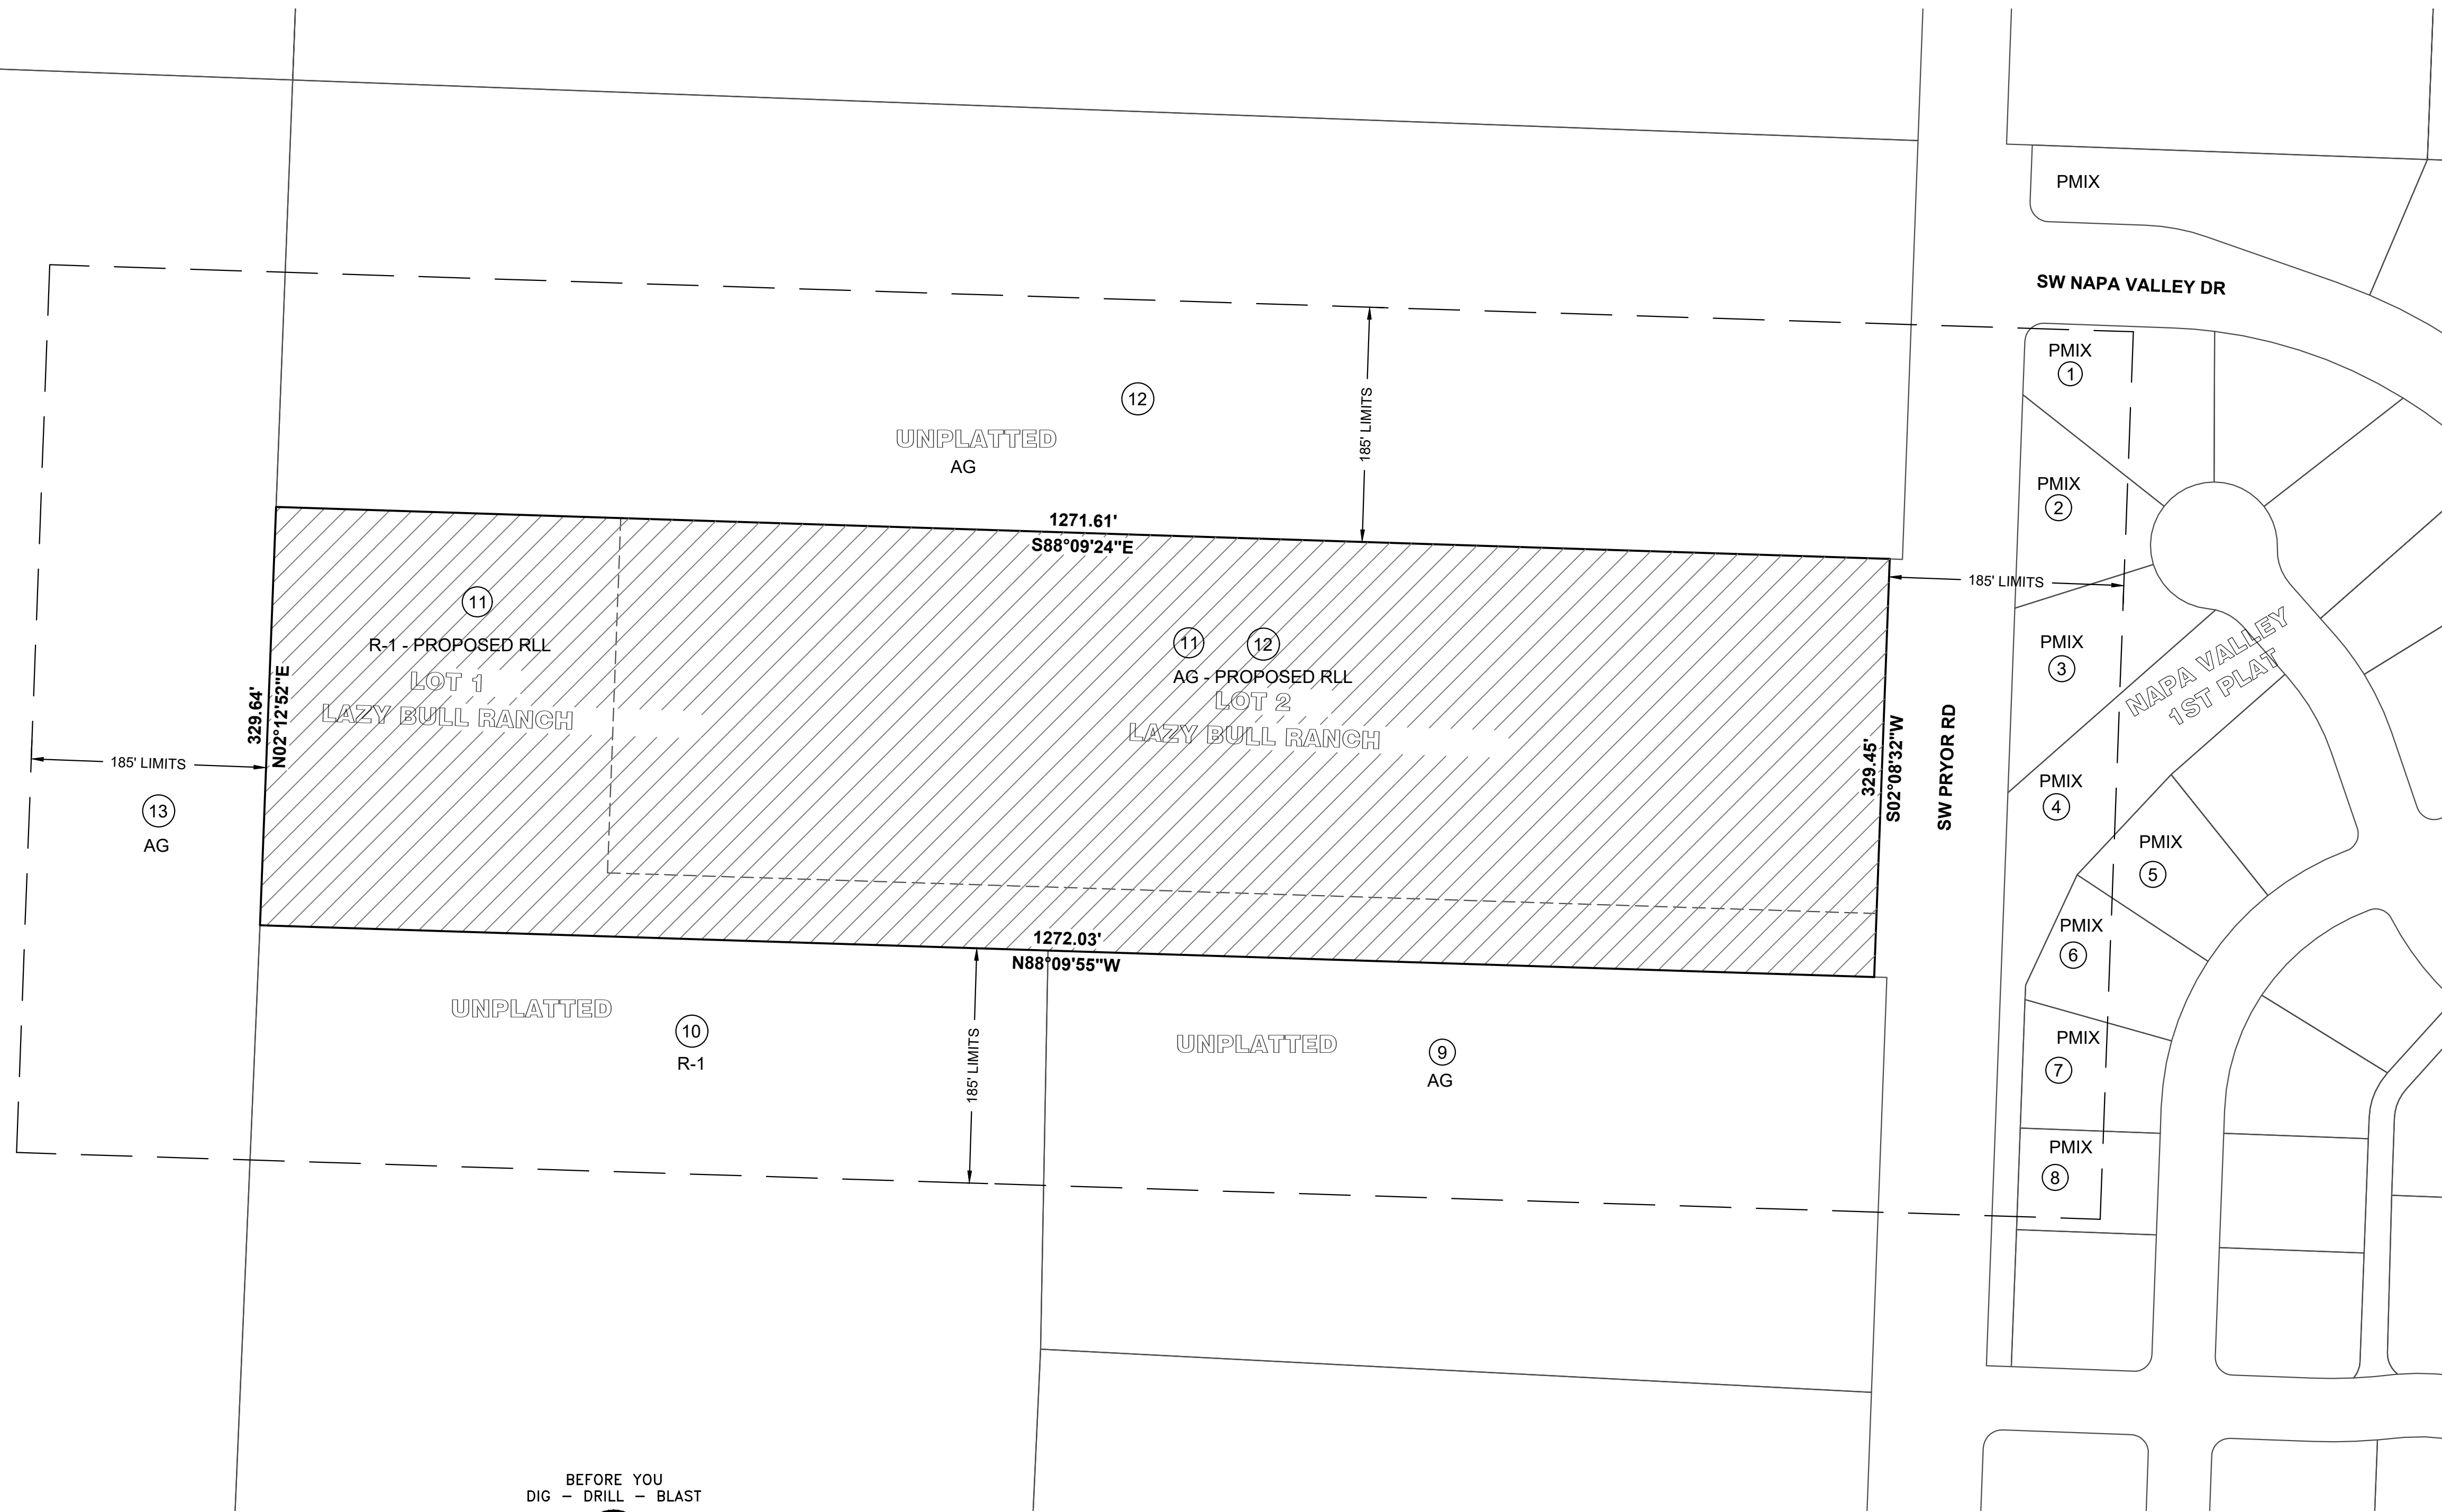 PMIX
SW NAPA VALLEY DR
PMIX
1
12
UNPLATTED
AG
185' LIMITS
PMIX
2
1271.61'
S88°09'24"E
185' LIMITS
11
R-1 - PROPOSED RLL
LOT 1
LAZY BULL RANCH
11
12
AG - PROPOSED RLL
LOT 2
LAZY BULL RANCH
PMIX
3
NAPA VALLEY
1ST PLAT
329.64'
N02°12'52"E
185' LIMITS
13
AG
329.45'
S02°08'32"W
SW PRYOR RD
PMIX
4
PMIX
5
1272.03'
N88°09'55"W
PMIX
6
UNPLATTED
10
R-1
185' LIMITS
UNPLATTED
9
AG
PMIX
7
PMIX
8
BEFORE YOU
DIG - DRILL - BLAST